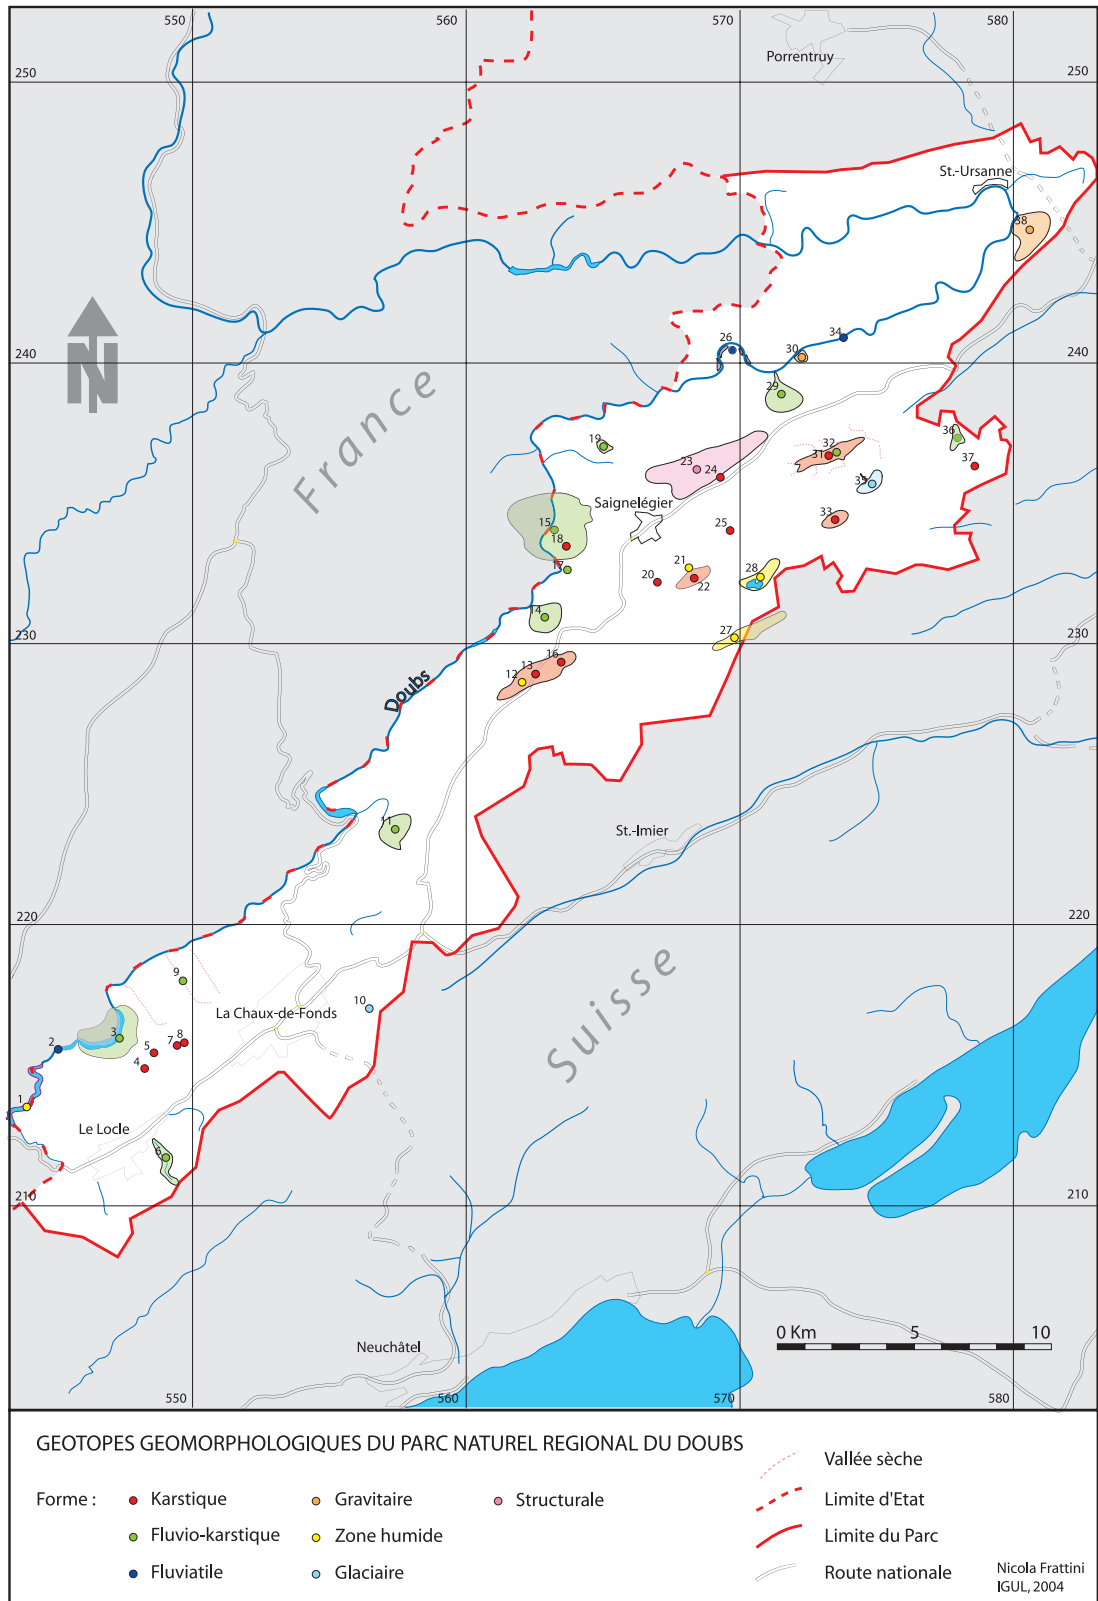 550
560
570
580
Porrentruy
250
250
St.-Ursanne
38
240
240
26
34
30
29
France
19
23
24
32
31
36
37
35
Saignelégier
33
15
18
17
25
21
20
22
28
14
230
230
27
16
13
12
Doubs
11
St.-Imier
220
220
9
La Chaux-de-Fonds
10
Suisse
3
2
8
7
5
4
1
Le Locle
6
210
210
0 Km
5
10
Neuchâtel
550
560
570
580
GEOTOPES GEOMORPHOLOGIQUES DU PARC NATUREL REGIONAL DU DOUBS
Forme :
Karstique
Gravitaire
Structurale
Fluvio-karstique
Zone humide
Fluviatile
Glaciaire
Vallée sèche
Limite d'Etat
Limite du Parc
Route nationale
Nicola Frattini
IGUL, 2004
N